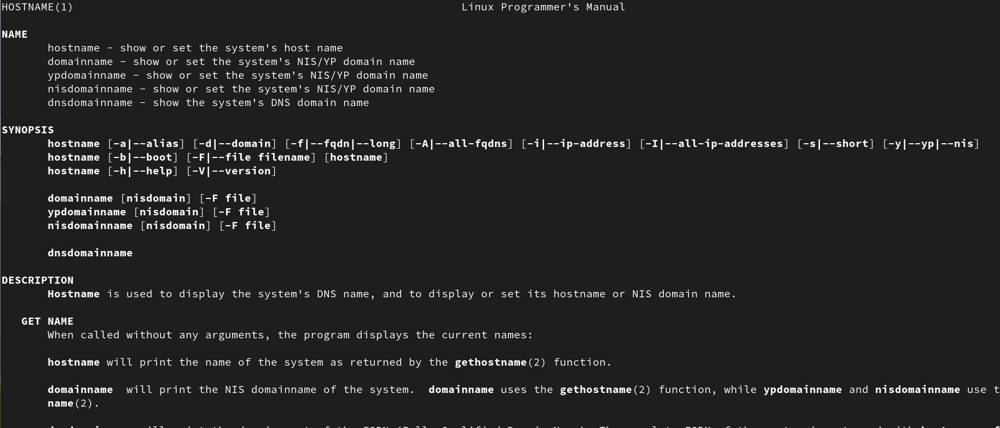 HOSTNAME(1) Linux Programmer's Manual
NAME
hostname - show or set the system's host name
domainname - show or set the system's NIS/YP domain name
ypdomainname - show or set the system's NIS/YP domain name
nisdomainname - show or set the system's NIS/YP domain name
dnsdomainname - show the system's DNS domain name
SYNOPSIS
hostname [-a|--alias] [-d|--domain] [-f|--fqdn|--long] [-A|--all-fqdns] [-i|--ip-address] [-I|--all-ip-addresses] [-s|--short] [-y|--yp|--nis]
hostname [-b|--boot] [-F|--file filename] [hostname]
hostname [-h|--help] [-V|--version]
domainname [nisdomain] [-F file]
ypdomainname [nisdomain] [-F file]
nisdomainname [nisdomain] [-F file]
dnsdomainname
DESCRIPTION
Hostname is used to display the system's DNS name, and to display or set its hostname or NIS domain name.
GET NAME
When called without any arguments, the program displays the current names:
hostname will print the name of the system as returned by the gethostname(2) function.
domainname will print the NIS domainname of the system. domainname uses the gethostname(2) function, while ypdomainname and nisdomainname use t
name(2).